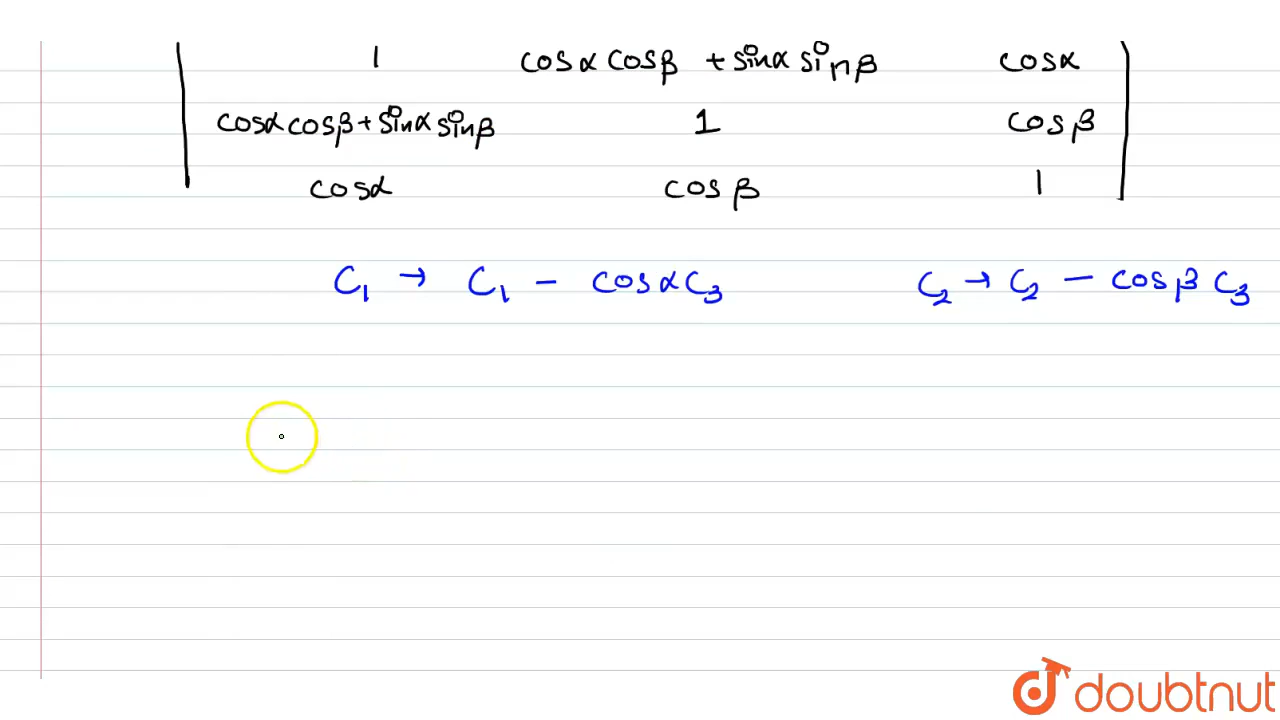 1 cosα cosβ + sinα sinβ cosα
cosα cosβ + sinα sinβ 1 cosβ
cosα cosβ 1
C₁ → C₁ − cosα C₃ C₂ → C₂ − cosβ C₃
doubtnut